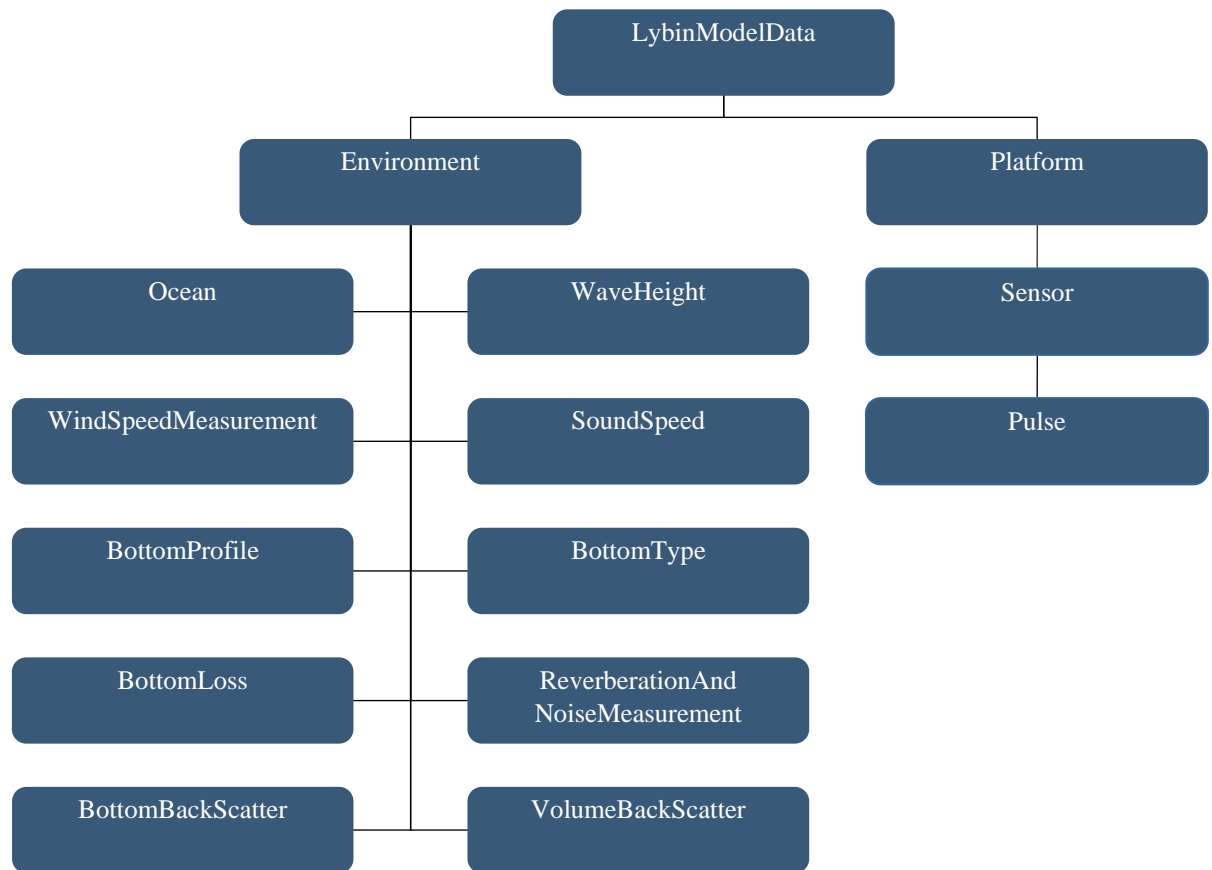 LybinModelData
Environment
Platform
Ocean
WaveHeight
Sensor
WindSpeedMeasurement
SoundSpeed
Pulse
BottomProfile
BottomType
BottomLoss
ReverberationAnd
NoiseMeasurement
BottomBackScatter
VolumeBackScatter